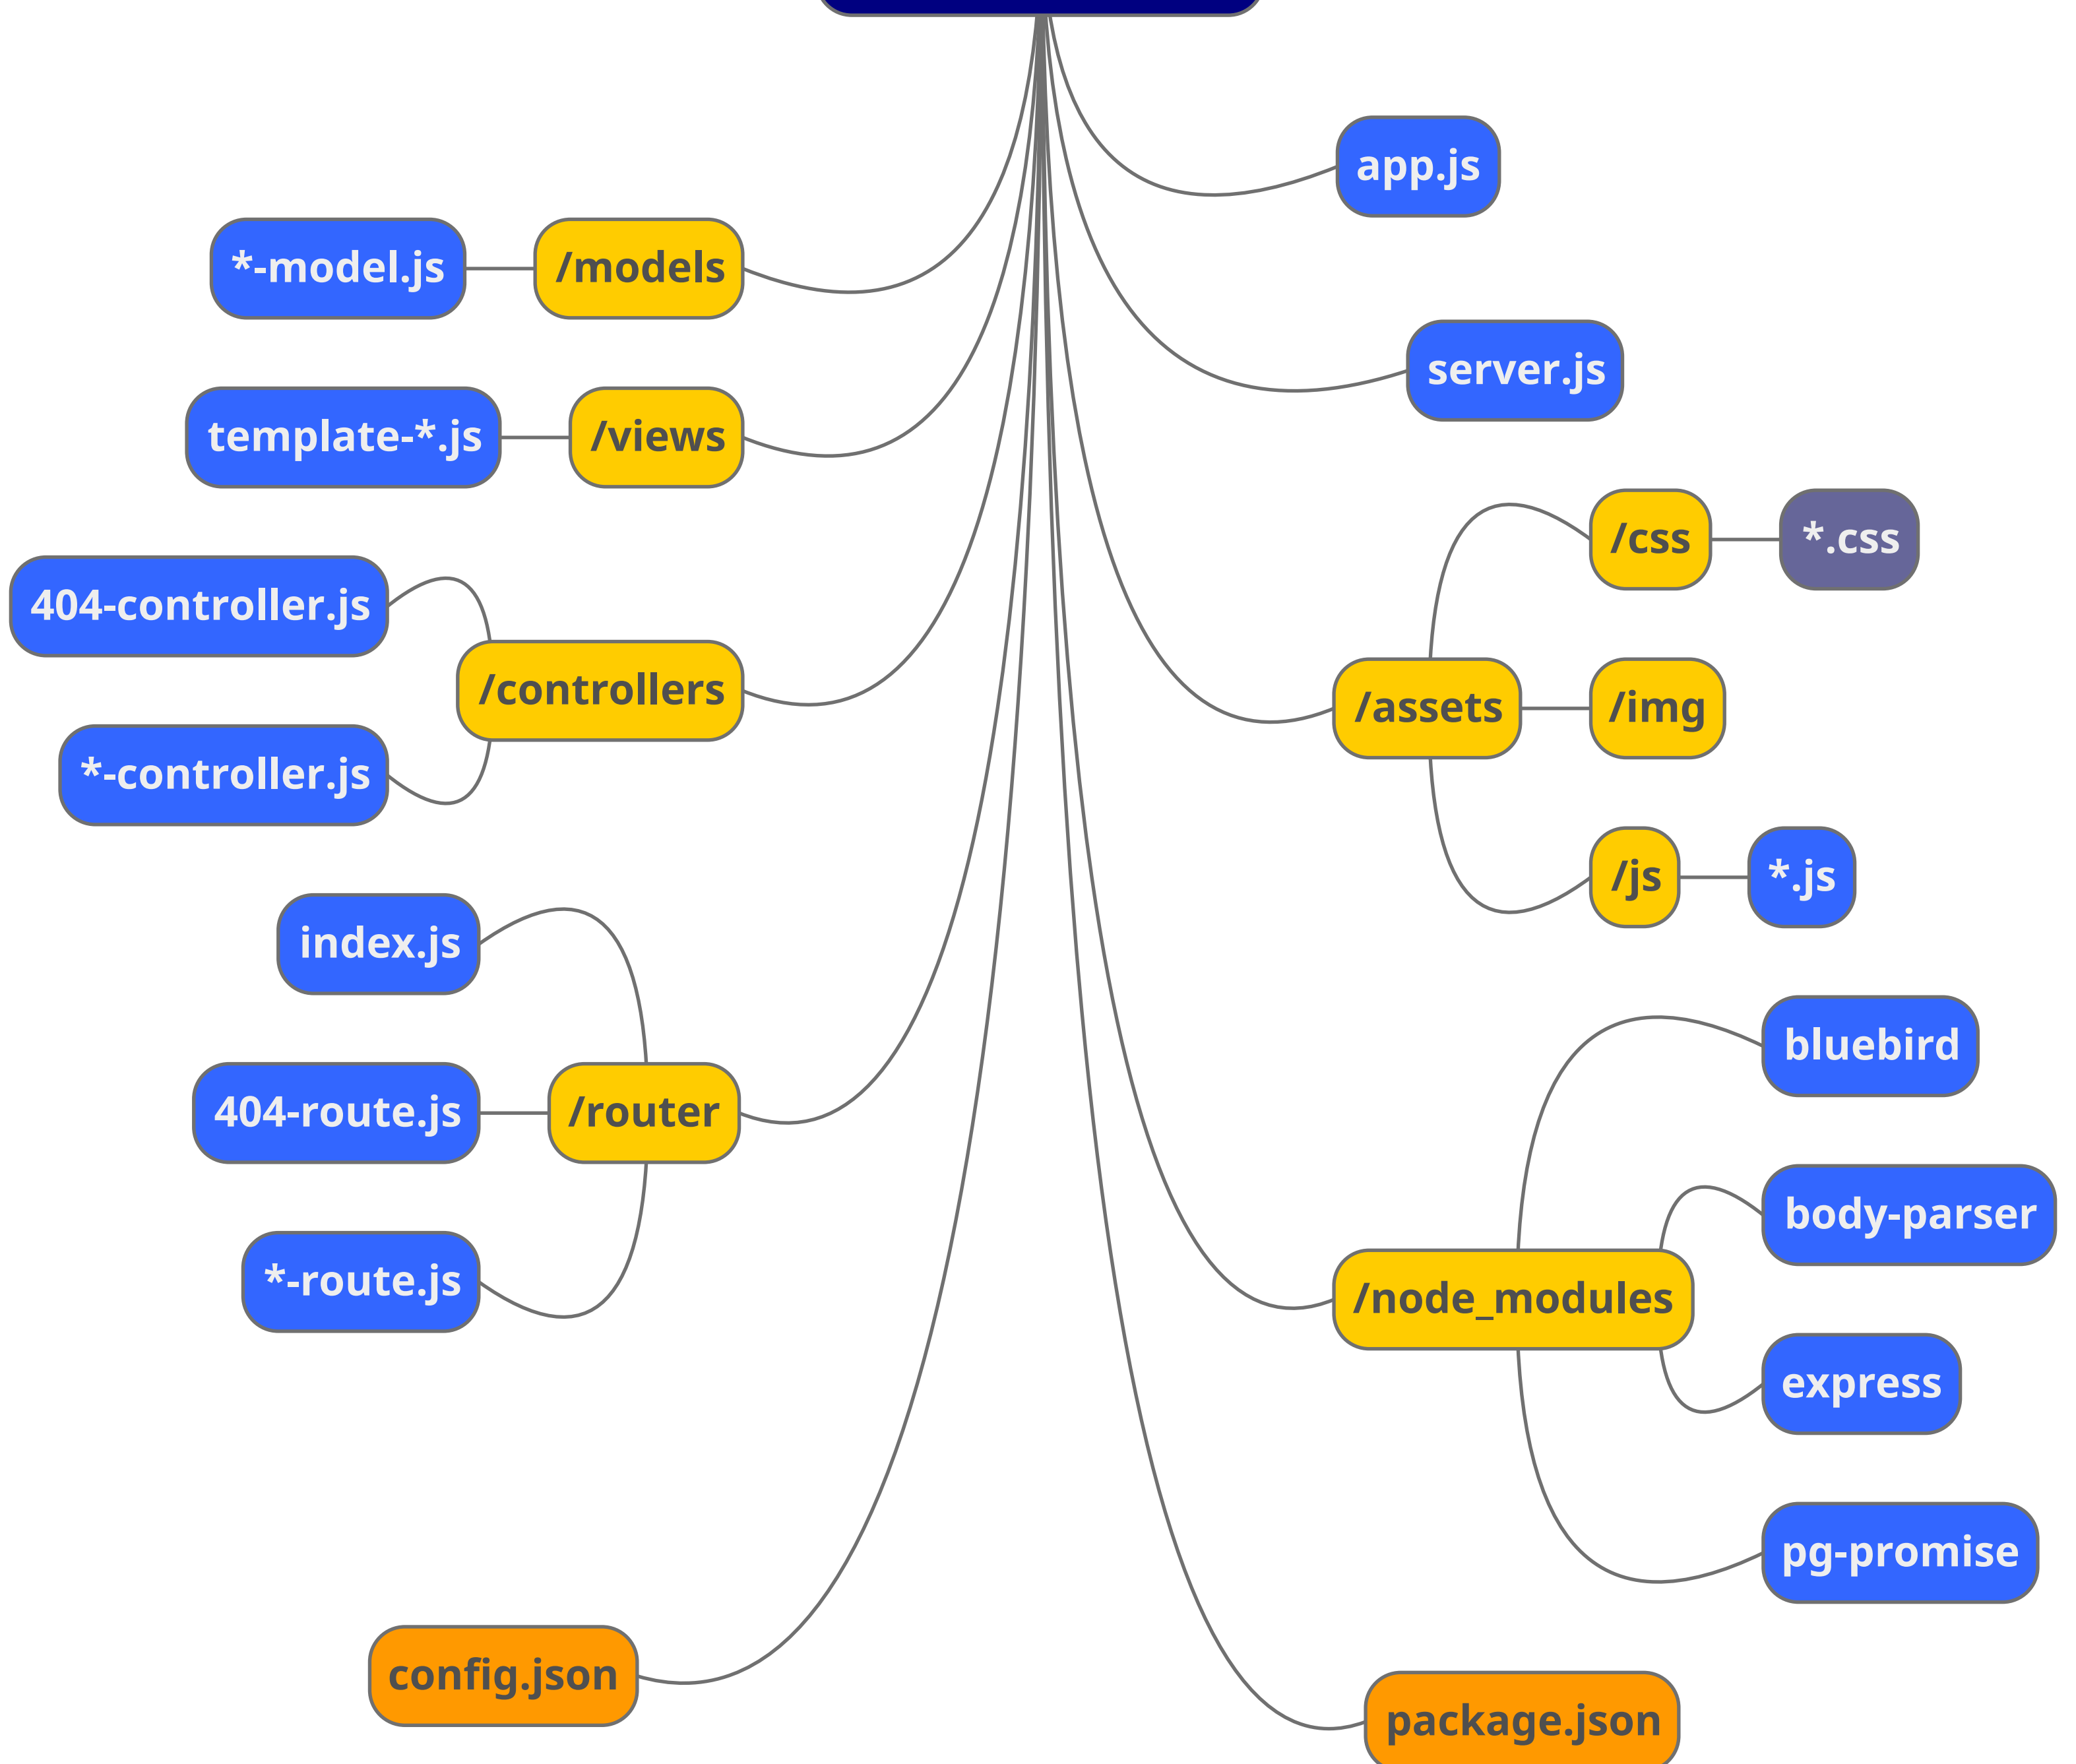 app.js
*-model.js
/models
server.js
template-*.js
/views
/css
*.css
404-controller.js
/controllers
/assets
/img
*-controller.js
/js
*.js
index.js
bluebird
404-route.js
/router
body-parser
*-route.js
/node_modules
express
pg-promise
config.json
package.json